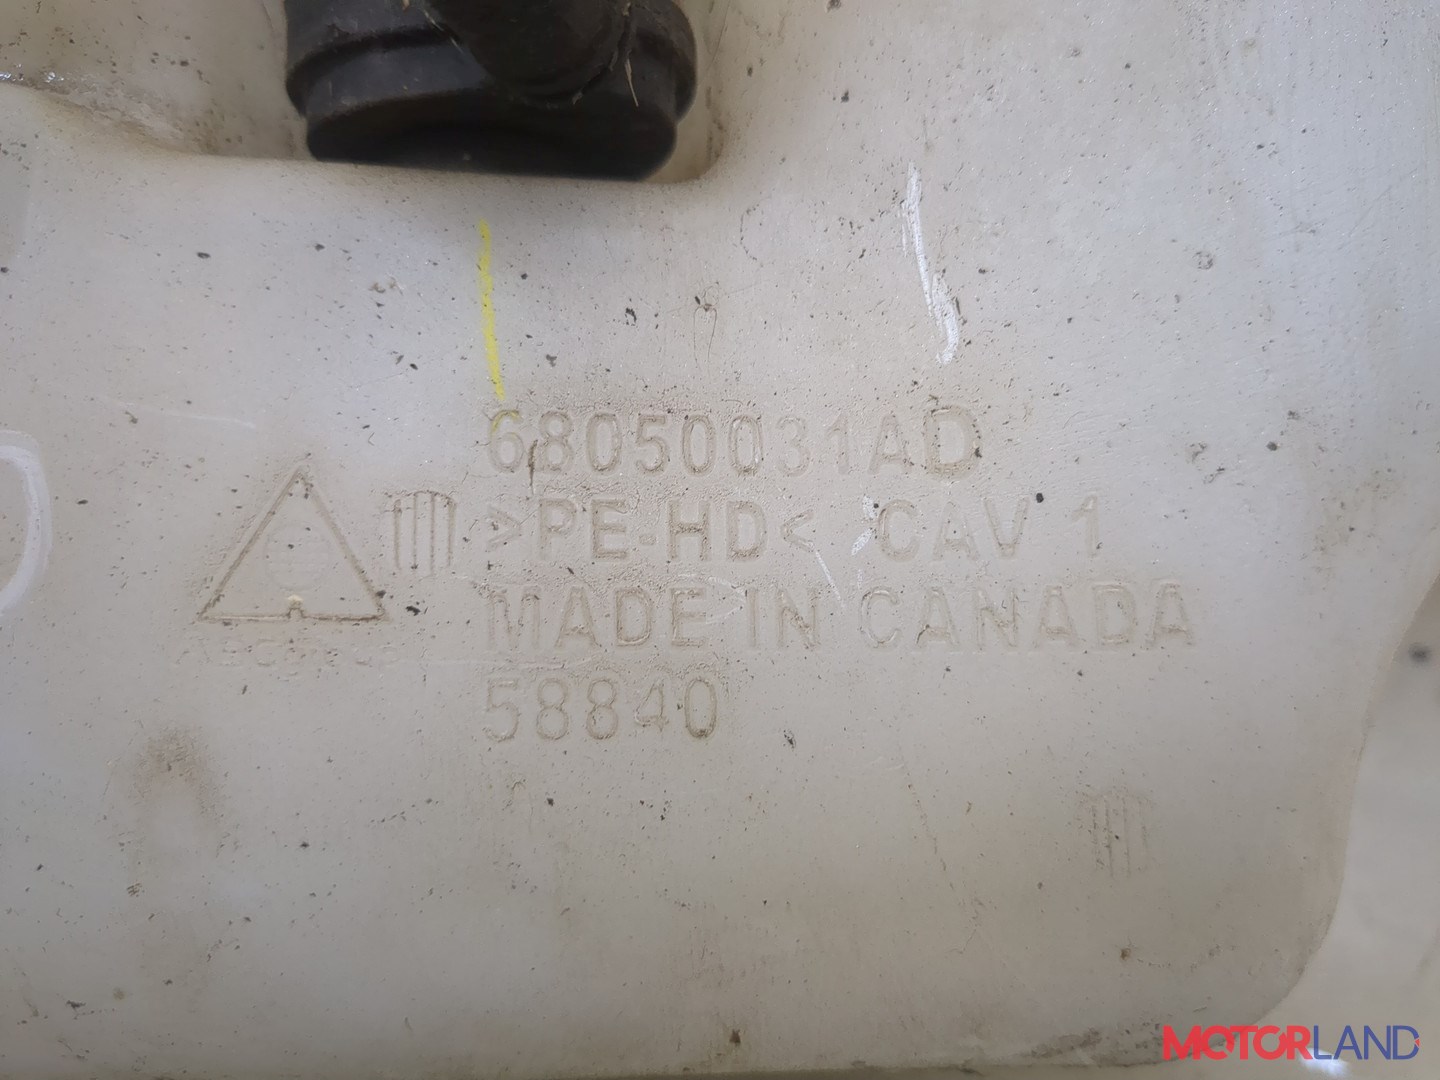 68050031AD
>PE-HD< CAV 1
MADE IN CANADA
58840
MOTORLAND